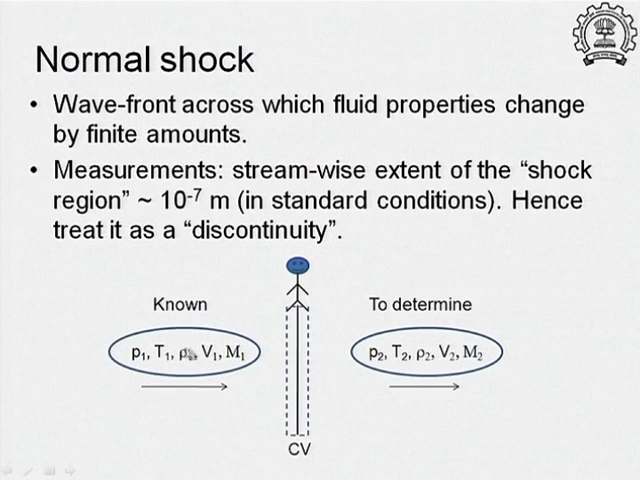 Normal shock
• Wave-front across which fluid properties change
by finite amounts.
• Measurements: stream-wise extent of the “shock
region” ~ 10⁻⁷ m (in standard conditions). Hence
treat it as a “discontinuity”.
Known
To determine
p₁, T₁, ρ₁, V₁, M₁
p₂, T₂, ρ₂, V₂, M₂
CV